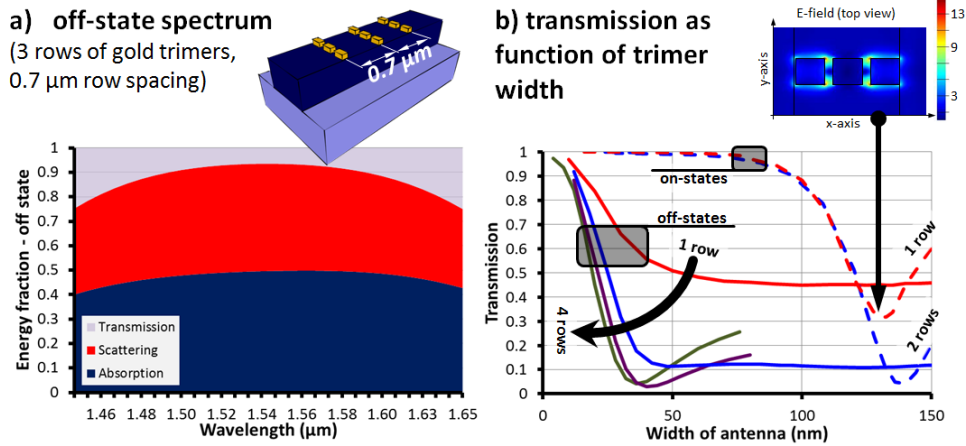 a) off-state spectrum
(3 rows of gold trimers,
0.7 µm row spacing)
0.7 µm
Energy fraction - off state
1
0.9
0.8
0.7
0.6
0.5
0.4
0.3
0.2
0.1
0
Transmission
Scattering
Absorption
1.46 1.48 1.50 1.52 1.54 1.56 1.58 1.60 1.63 1.65
Wavelength (µm)
b) transmission as
function of trimer
width
E-field (top view)
y-axis
x-axis
13
9
6
3
0
Transmission
1
0.9
0.8
0.7
0.6
0.5
0.4
0.3
0.2
0.1
0
on-states
off-states
1 row
4 rows
1 row
2 rows
0 50 100 150
Width of antenna (nm)